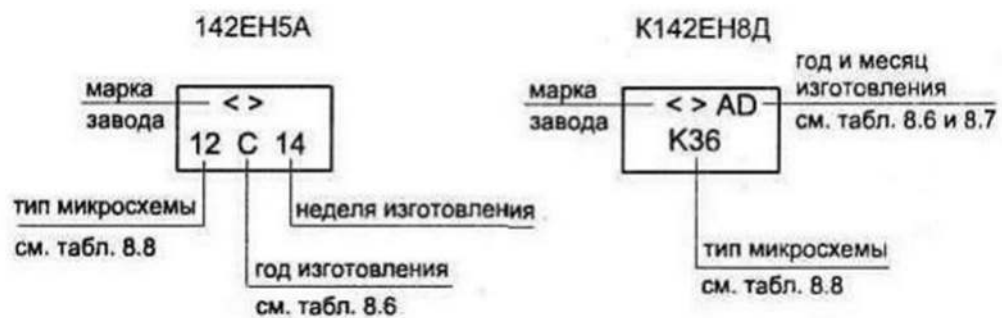 142ЕН5А
марка
завода
< >
12 С 14
тип микросхемы
см. табл. 8.8
неделя изготовления
год изготовления
см. табл. 8.6
К142ЕН8Д
марка
завода
< > AD
К36
год и месяц
изготовления
см. табл. 8.6 и 8.7
тип микросхемы
см. табл. 8.8